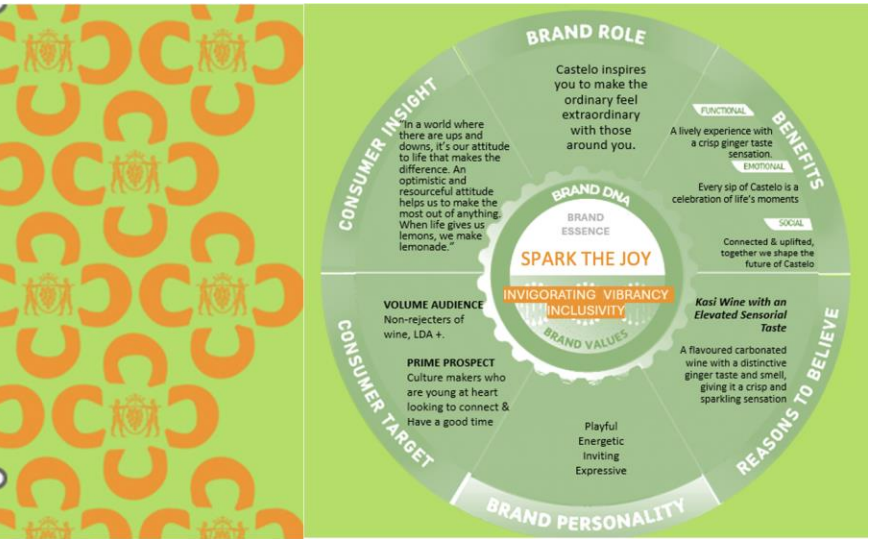 BRAND ROLE
Castelo inspires
you to make the
ordinary feel
extraordinary
with those
around you.
CONSUMER INSIGHT
"In a world where
there are ups and
downs, it's our attitude
to life that makes the
difference. An
optimistic and
resourceful attitude
helps us to make the
most out of anything.
When life gives us
lemons, we make
lemonade."
BENEFITS
FUNCTIONAL
A lively experience with
a crisp ginger taste
sensation.
EMOTIONAL
Every sip of Castelo is a
celebration of life's moments
SOCIAL
Connected & uplifted,
together we shape the
future of Castelo
BRAND DNA
BRAND
ESSENCE
SPARK THE JOY
INVIGORATING VIBRANCY
INCLUSIVITY
BRAND VALUES
CONSUMER TARGET
VOLUME AUDIENCE
Non-rejecters of
wine, LDA +.
PRIME PROSPECT
Culture makers who
are young at heart
looking to connect &
Have a good time
REASONS TO BELIEVE
Kasi Wine with an
Elevated Sensorial
Taste
A flavoured carbonated
wine with a distinctive
ginger taste and smell,
giving it a crisp and
sparkling sensation
Playful
Energetic
Inviting
Expressive
BRAND PERSONALITY